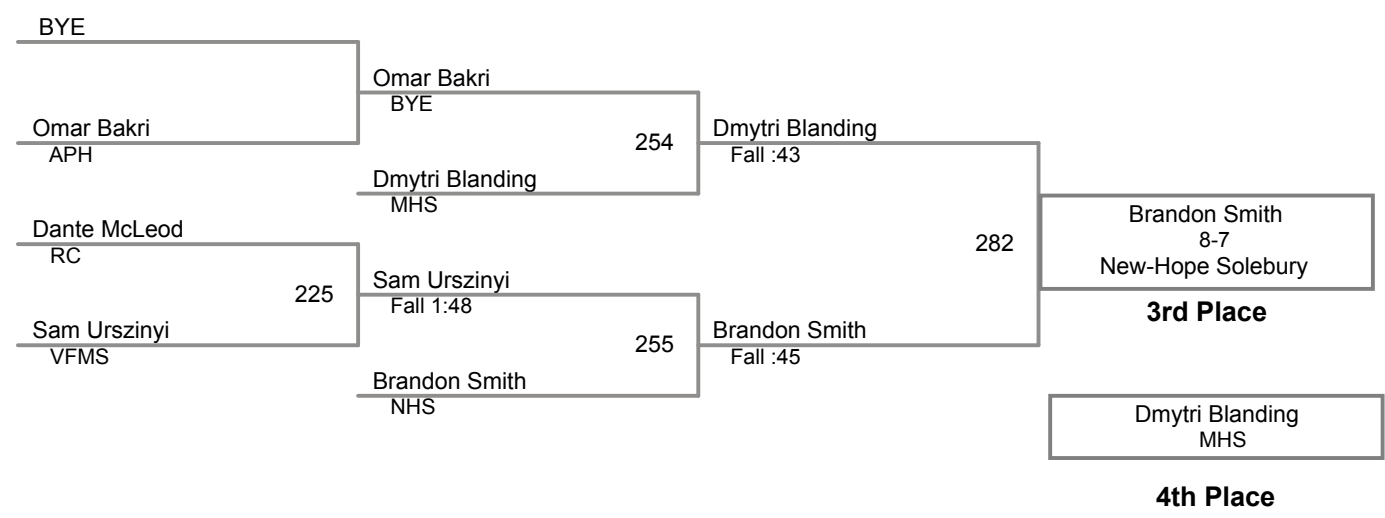 BYE
Omar Bakri
BYE
Omar Bakri
APH
254
Dmytri Blanding
Fall :43
Dmytri Blanding
MHS
Dante McLeod
RC
225
Sam Urszinyi
Fall 1:48
Sam Urszinyi
VFMS
255
Brandon Smith
Fall :45
Brandon Smith
NHS
282
Brandon Smith
8-7
New-Hope Solebury
3rd Place
Dmytri Blanding
MHS
4th Place